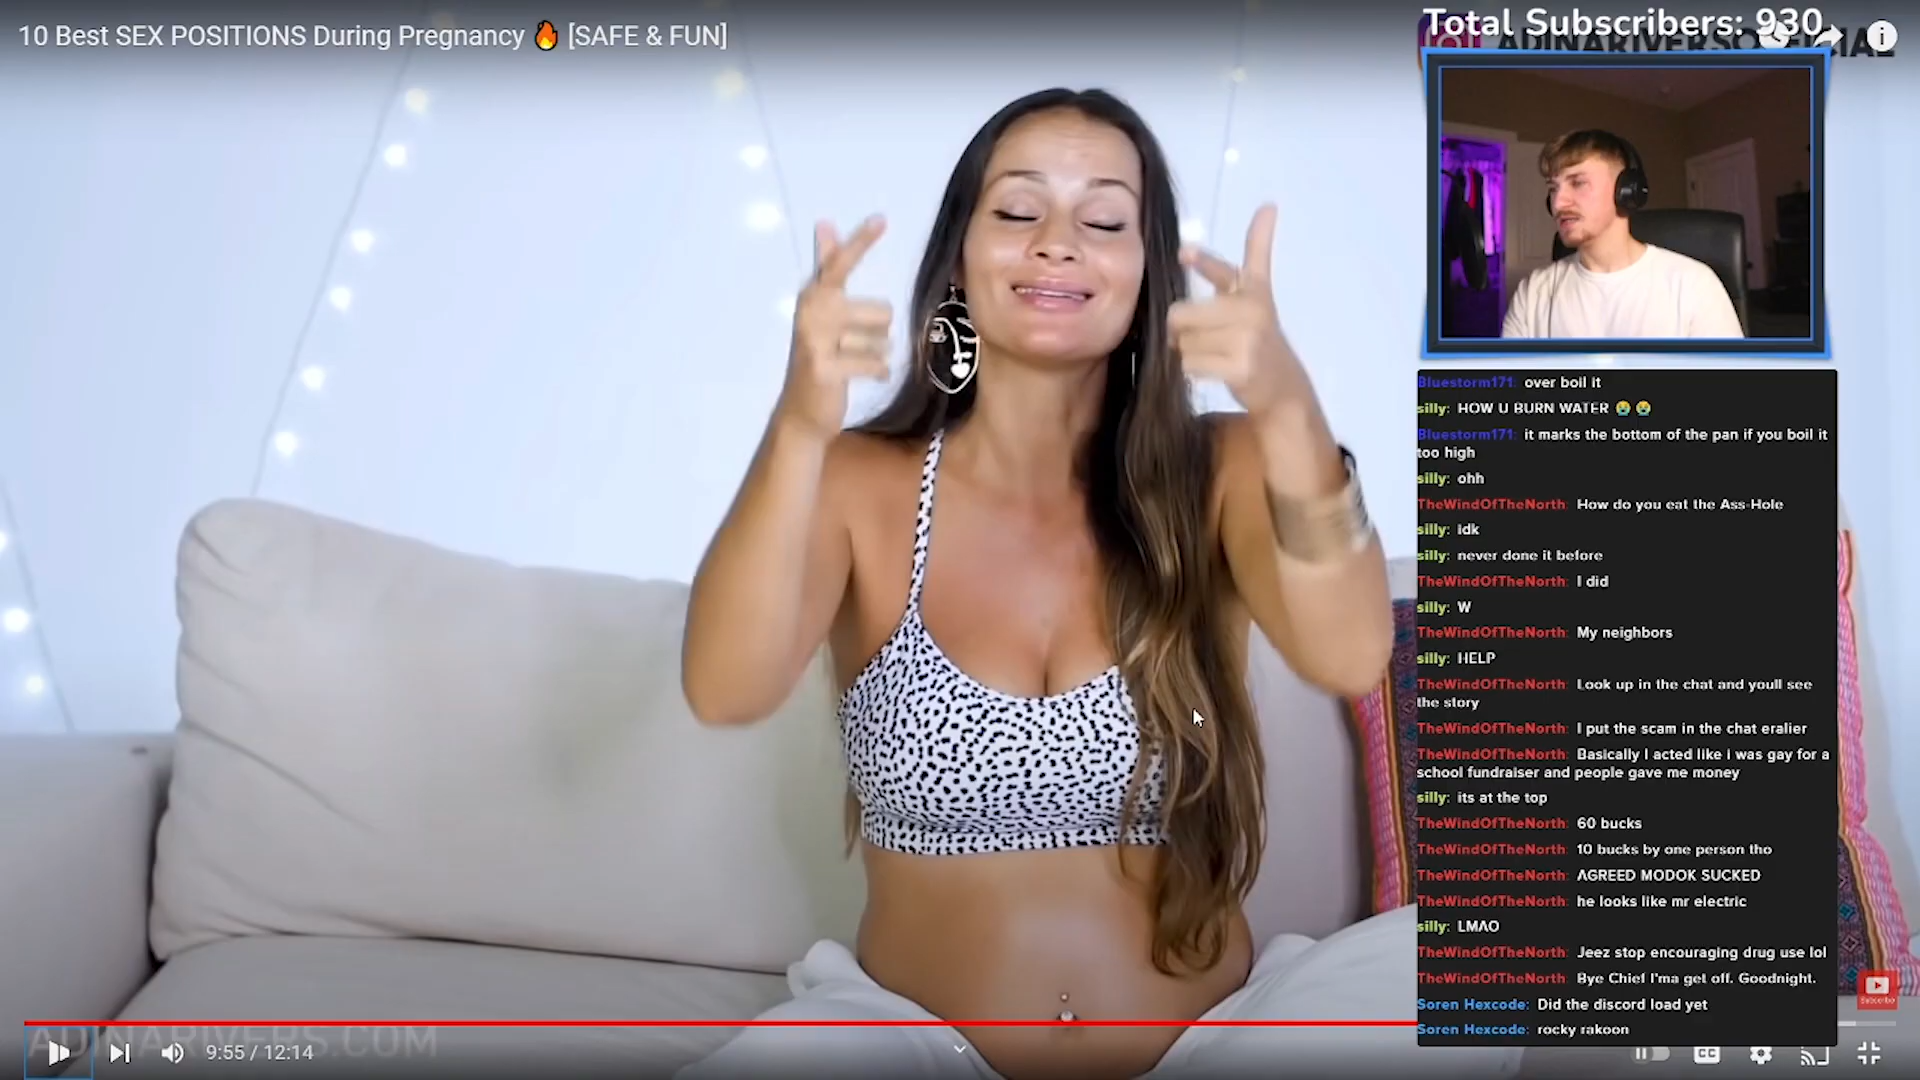 10 Best SEX POSITIONS During Pregnancy 🔥 [SAFE & FUN]
Total Subscribers: 930
Bluestorm171: over boil it
silly: HOW U BURN WATER 😭 😭
Bluestorm171: it marks the bottom of the pan if you boil it
too high
silly: ohh
TheWindOfTheNorth: How do you eat the Ass-Hole
silly: idk
silly: never done it before
TheWindOfTheNorth: I did
silly: W
TheWindOfTheNorth: My neighbors
silly: HELP
TheWindOfTheNorth: Look up in the chat and youll see
the story
TheWindOfTheNorth: I put the scam in the chat eralier
TheWindOfTheNorth: Basically I acted like i was gay for a
school fundraiser and people gave me money
silly: its at the top
TheWindOfTheNorth: 60 bucks
TheWindOfTheNorth: 10 bucks by one person tho
TheWindOfTheNorth: AGREED MODOK SUCKED
TheWindOfTheNorth: he looks like mr electric
silly: LMAO
TheWindOfTheNorth: Jeez stop encouraging drug use lol
TheWindOfTheNorth: Bye Chief I'ma get off. Goodnight.
Soren Hexcode: Did the discord load yet
Soren Hexcode: rocky rakoon
Subscribe
ADINARIVERS.COM
9:55 / 12:14
CC